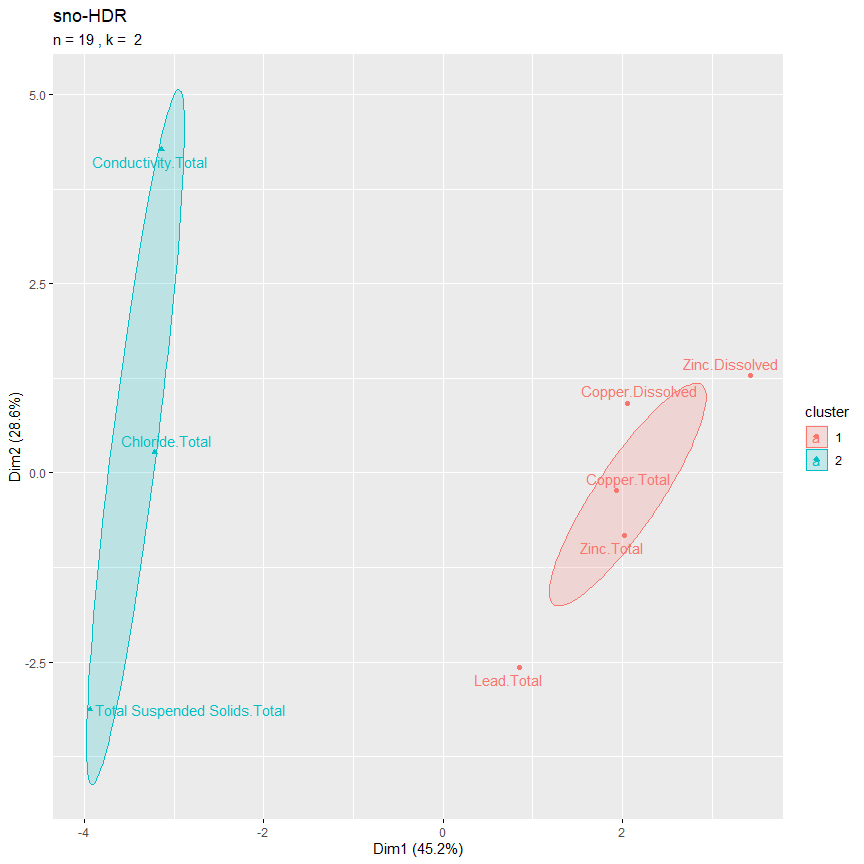 sno-HDR
n = 19 , k =  2
5.0
Conductivity.Total
2.5
Zinc.Dissolved
Copper.Dissolved
cluster
1
2
Chloride.Total
Dim2 (28.6%)
0.0
Copper.Total
Zinc.Total
-2.5
Lead.Total
Total Suspended Solids.Total
-4
-2
0
2
Dim1 (45.2%)